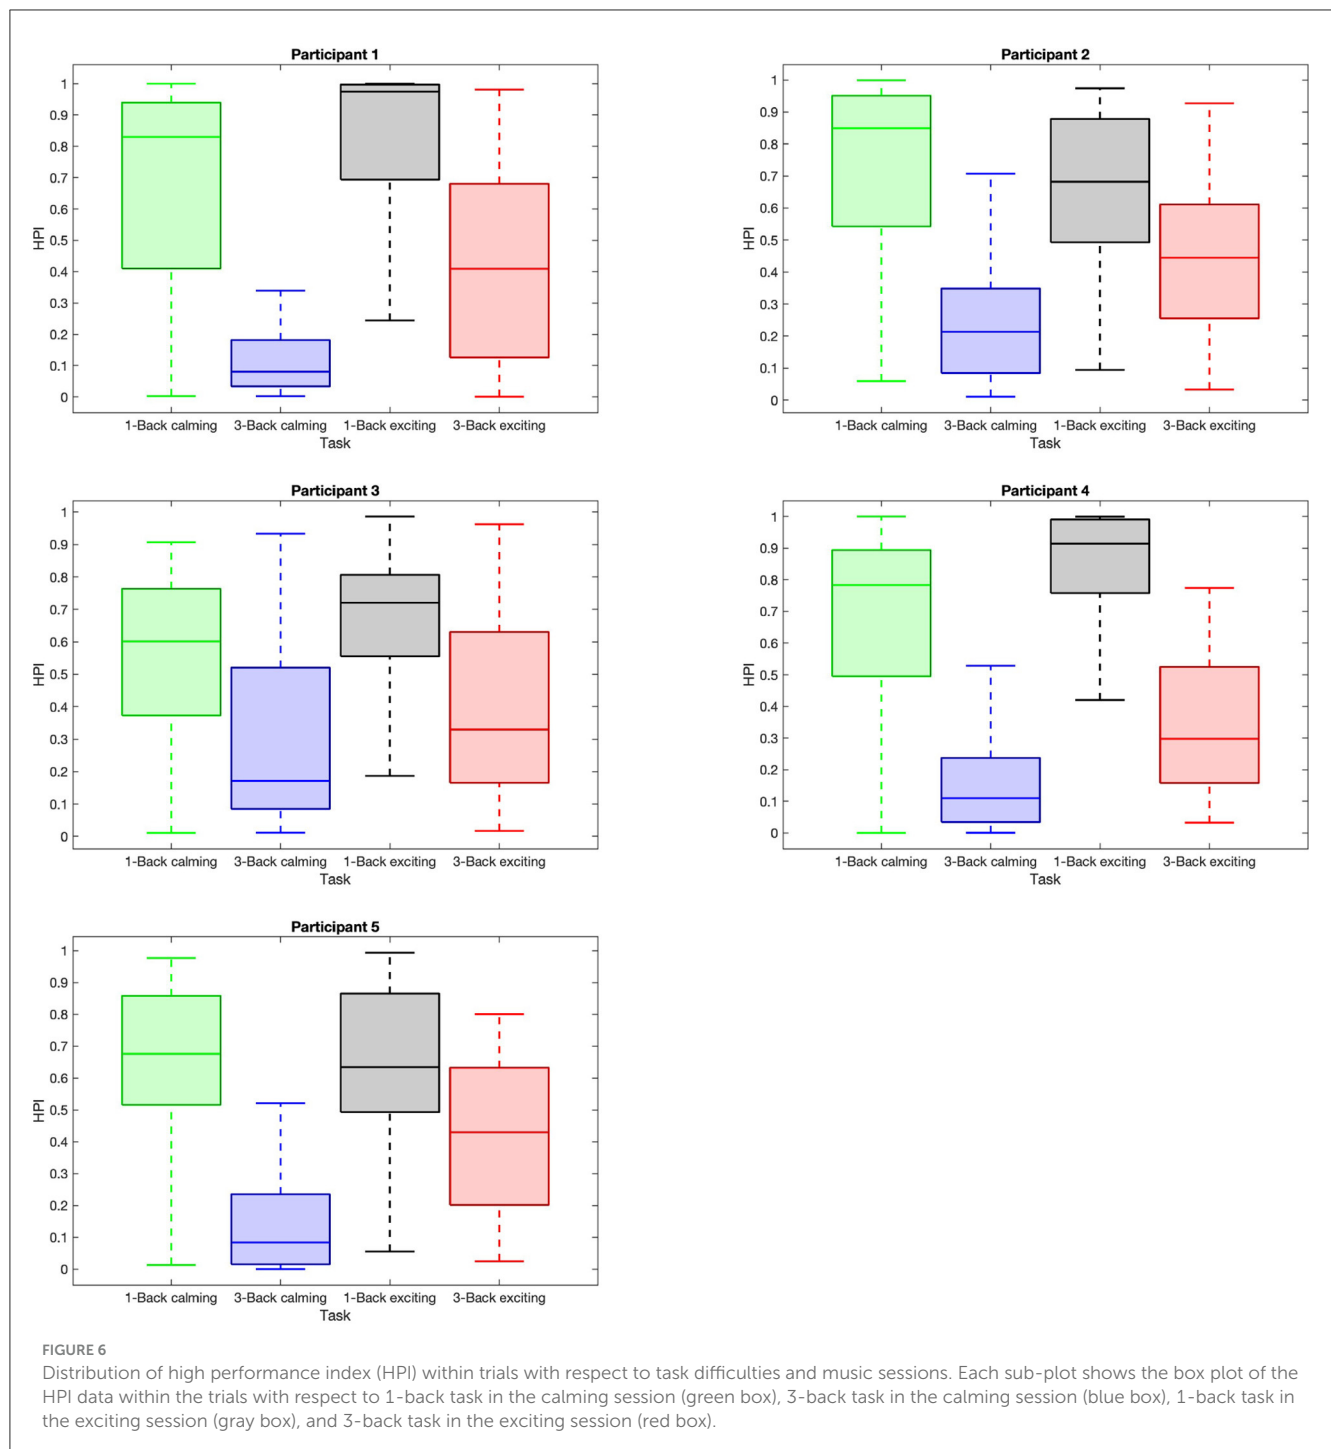 Participant 1
1
0.9
0.8
0.7
0.6
0.5
0.4
0.3
0.2
0.1
0
HPI
1-Back calming 3-Back calming 1-Back exciting 3-Back exciting
Task
Participant 2
1
0.9
0.8
0.7
0.6
0.5
0.4
0.3
0.2
0.1
0
HPI
1-Back calming 3-Back calming 1-Back exciting 3-Back exciting
Task
Participant 3
1
0.9
0.8
0.7
0.6
0.5
0.4
0.3
0.2
0.1
0
HPI
1-Back calming 3-Back calming 1-Back exciting 3-Back exciting
Task
Participant 4
1
0.9
0.8
0.7
0.6
0.5
0.4
0.3
0.2
0.1
0
HPI
1-Back calming 3-Back calming 1-Back exciting 3-Back exciting
Task
Participant 5
1
0.9
0.8
0.7
0.6
0.5
0.4
0.3
0.2
0.1
0
HPI
1-Back calming 3-Back calming 1-Back exciting 3-Back exciting
Task
FIGURE 6
Distribution of high performance index (HPI) within trials with respect to task difficulties and music sessions. Each sub-plot shows the box plot of the
HPI data within the trials with respect to 1-back task in the calming session (green box), 3-back task in the calming session (blue box), 1-back task in
the exciting session (gray box), and 3-back task in the exciting session (red box).